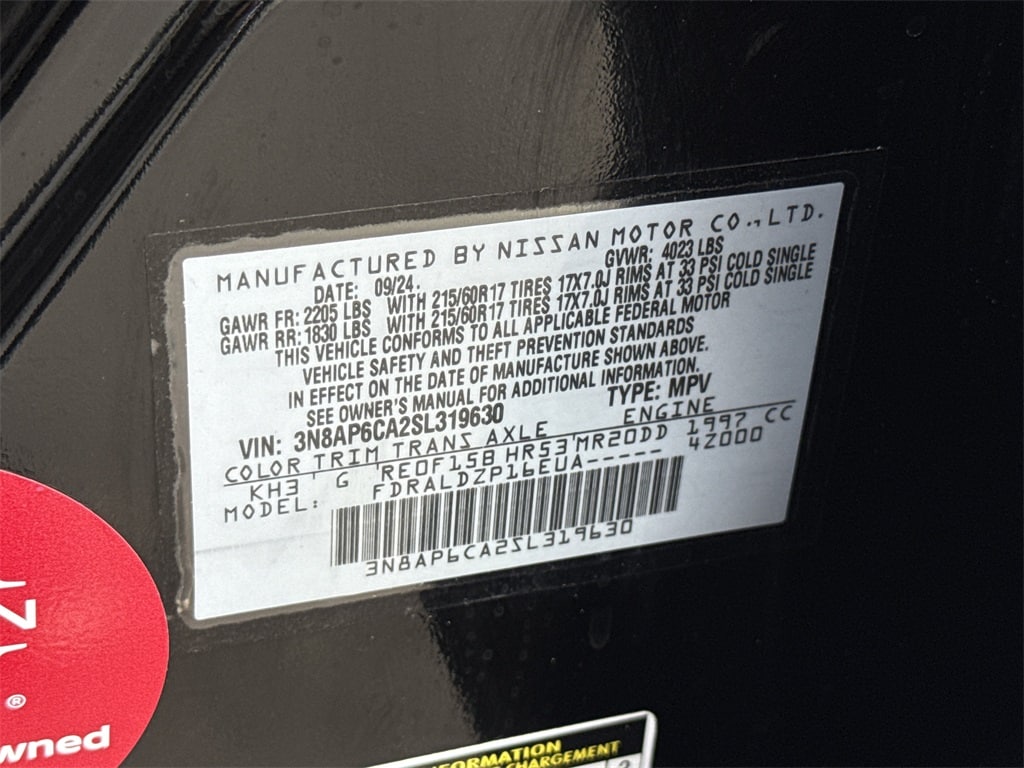 MANUFACTURED BY NISSAN MOTOR CO., LTD.
DATE: 09/24. GVWR: 4023 LBS
GAWR FR: 2205 LBS WITH 215/60R17 TIRES 17X7.0J RIMS AT 33 PSI COLD SINGLE
GAWR RR: 1830 LBS WITH 215/60R17 TIRES 17X7.0J RIMS AT 33 PSI COLD SINGLE
THIS VEHICLE CONFORMS TO ALL APPLICABLE FEDERAL MOTOR
VEHICLE SAFETY AND THEFT PREVENTION STANDARDS
IN EFFECT ON THE DATE OF MANUFACTURE SHOWN ABOVE.
SEE OWNER'S MANUAL FOR ADDITIONAL INFORMATION.
VIN: 3N8AP6CA2SL319630 TYPE: MPV
COLOR TRIM TRANS AXLE ENGINE
KH3 G RE0F15B HR53 MR20DD 1997 CC
MODEL: FDRALDZP16EUA----- 4Z000
3N8AP6CA2SL319630
®
wned
FORMATION
CHARGEMENT